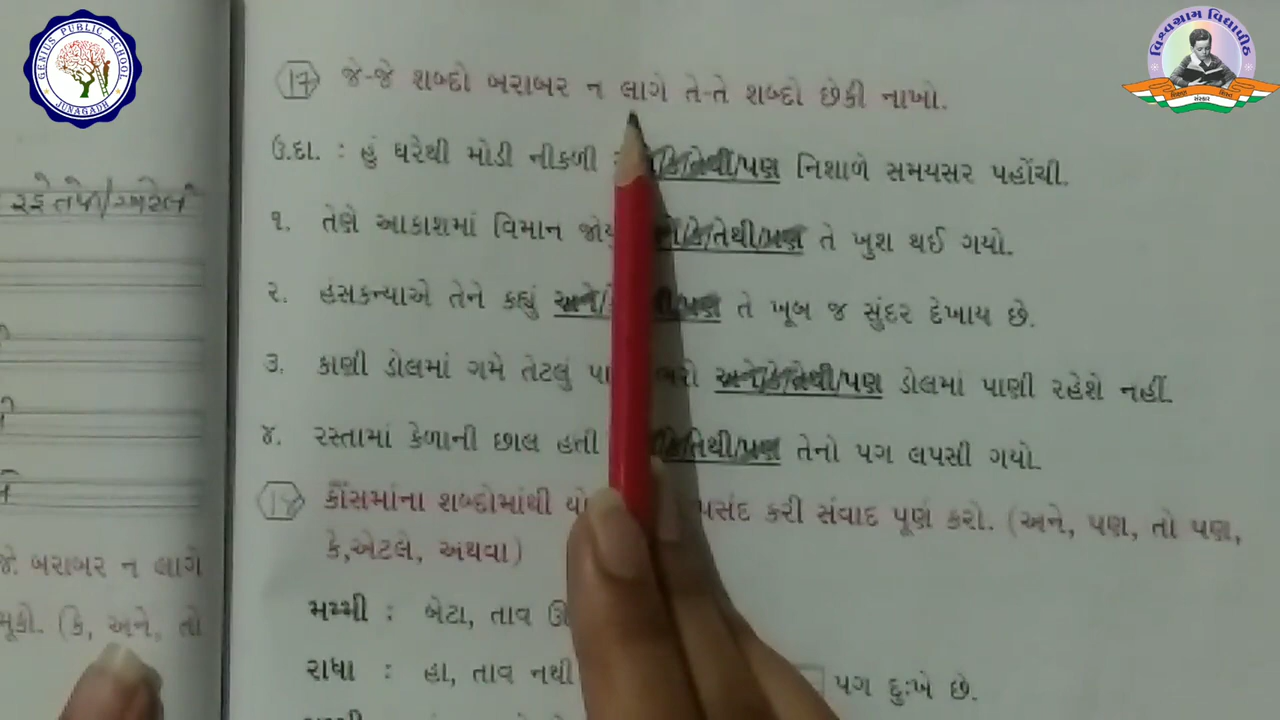 GENIUS PUBLIC SCHOOL
JUNAGADH
વિશ્વગ્રામ વિદ્યાપીઠ
સંસ્કાર
17 જે-જે શબ્દો બરાબર ન લાગે તે-તે શબ્દો છેકી નાખો.
ઉ.દા. : હું ઘરેથી મોડી નીકળી /કે/તેથી/પણ નિશાળે સમયસર પહોંચી.
૧. તેણે આકાશમાં વિમાન /કે/તેથી/પણ તે ખુશ થઈ ગયો.
૨. હંસકન્યાએ તેને કહ્યું અને/ /પણ તે ખૂબ જ સુંદર દેખાય છે.
૩. કાણી ડોલમાં ગમે તેટલું અને/કે/તેથી/પણ ડોલમાં પાણી રહેશે નહીં.
૪. રસ્તામાં કેળાની છાલ હતી /તેથી/પણ તેનો પગ લપસી ગયો.
કૌંસમાંના શબ્દોમાંથી પસંદ કરી સંવાદ પૂર્ણ કરો. (અને, પણ, તો પણ,
કે,એટલે, અથવા)
મમ્મી : બેટા, તાવ
રાધા : હા, તાવ નથી પગ દુઃખે છે.
બરાબર ન લાગે
મૂકો. (કે, અને, તો